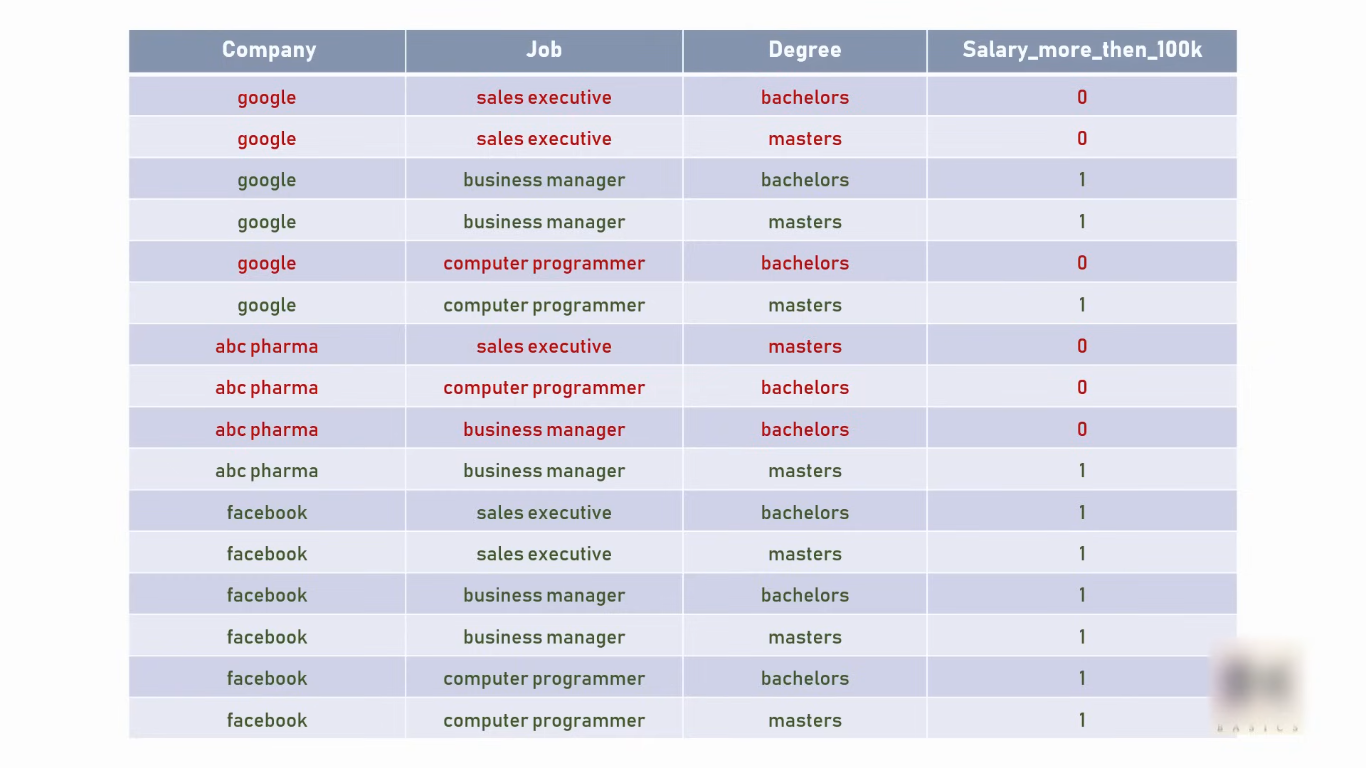 Company Job Degree Salary_more_then_100k
google sales executive bachelors 0
google sales executive masters 0
google business manager bachelors 1
google business manager masters 1
google computer programmer bachelors 0
google computer programmer masters 1
abc pharma sales executive masters 0
abc pharma computer programmer bachelors 0
abc pharma business manager bachelors 0
abc pharma business manager masters 1
facebook sales executive bachelors 1
facebook sales executive masters 1
facebook business manager bachelors 1
facebook business manager masters 1
facebook computer programmer bachelors 1
facebook computer programmer masters 1
BASICS